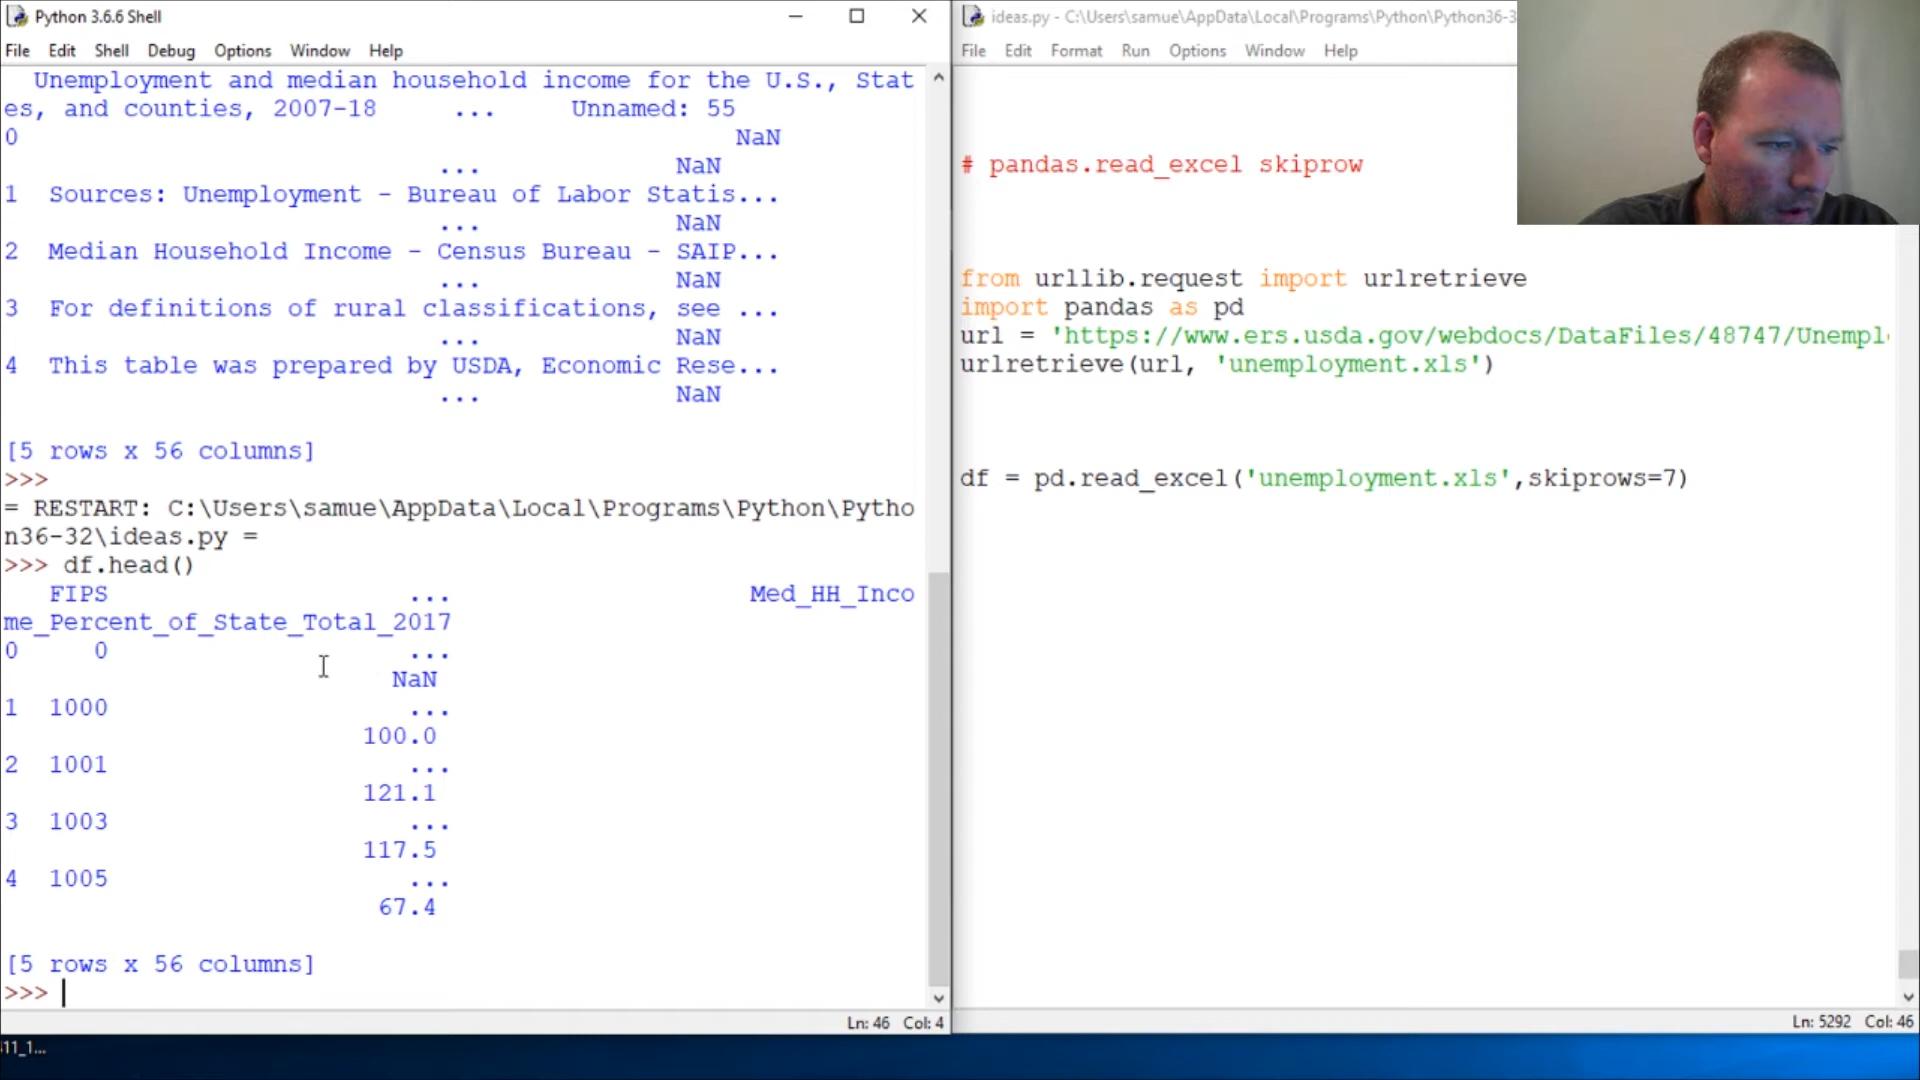 Python 3.6.6 Shell
File Edit Shell Debug Options Window Help
Unemployment and median household income for the U.S., Stat
es, and counties, 2007-18 ... Unnamed: 55
0 NaN
... NaN
1 Sources: Unemployment - Bureau of Labor Statis...
... NaN
2 Median Household Income - Census Bureau - SAIP...
... NaN
3 For definitions of rural classifications, see ...
... NaN
4 This table was prepared by USDA, Economic Rese...
... NaN
[5 rows x 56 columns]
>>>
= RESTART: C:\Users\samue\AppData\Local\Programs\Python\Pytho
n36-32\ideas.py =
>>> df.head()
FIPS ... Med_HH_Inco
me_Percent_of_State_Total_2017
0 0 ...
NaN
1 1000 ...
100.0
2 1001 ...
121.1
3 1003 ...
117.5
4 1005 ...
67.4
[5 rows x 56 columns]
>>>
Ln: 46 Col: 4
ideas.py - C:\Users\samue\AppData\Local\Programs\Python\Python36-3
File Edit Format Run Options Window Help
# pandas.read_excel skiprow
from urllib.request import urlretrieve
import pandas as pd
url = 'https://www.ers.usda.gov/webdocs/DataFiles/48747/Unempl
urlretrieve(url, 'unemployment.xls')
df = pd.read_excel('unemployment.xls',skiprows=7)
Ln: 5292 Col: 46
11_1...